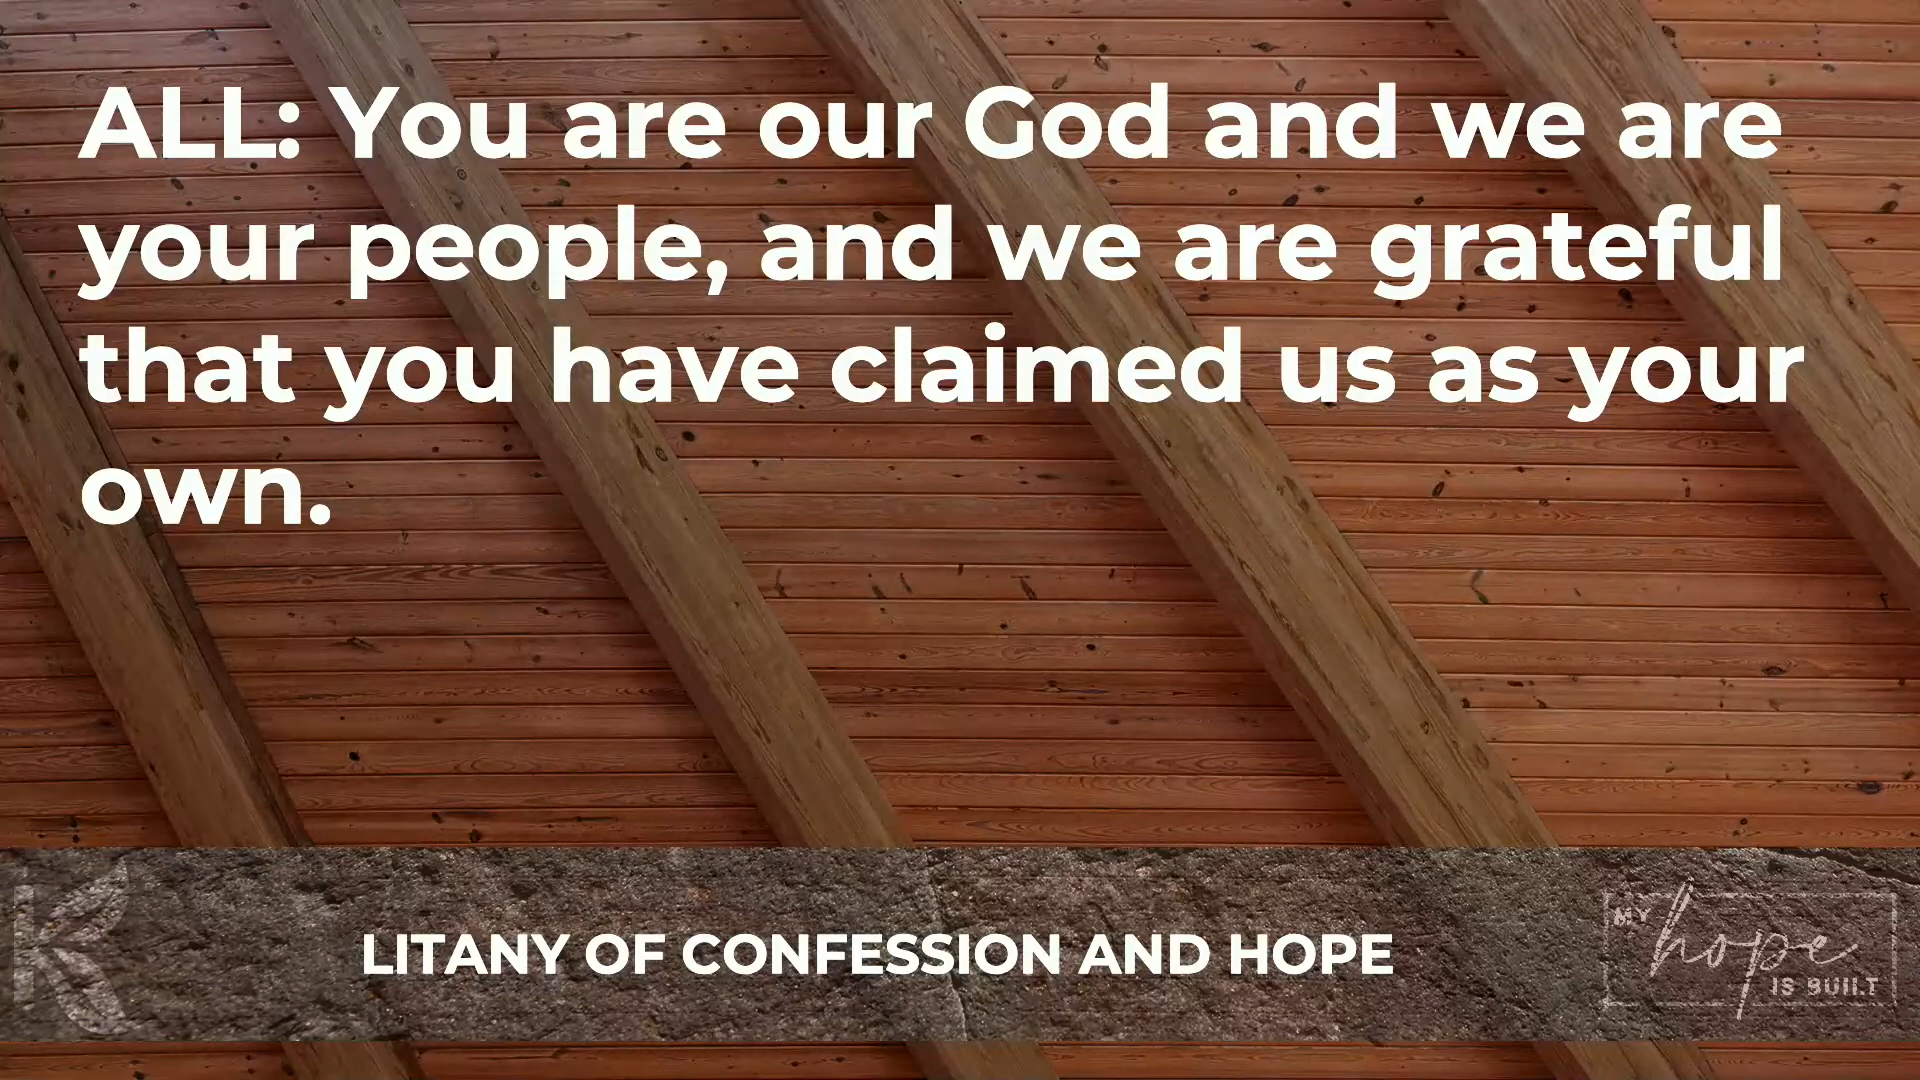 ALL: You are our God and we are
your people, and we are grateful
that you have claimed us as your
own.
LITANY OF CONFESSION AND HOPE
MY
hope
IS BUILT
K